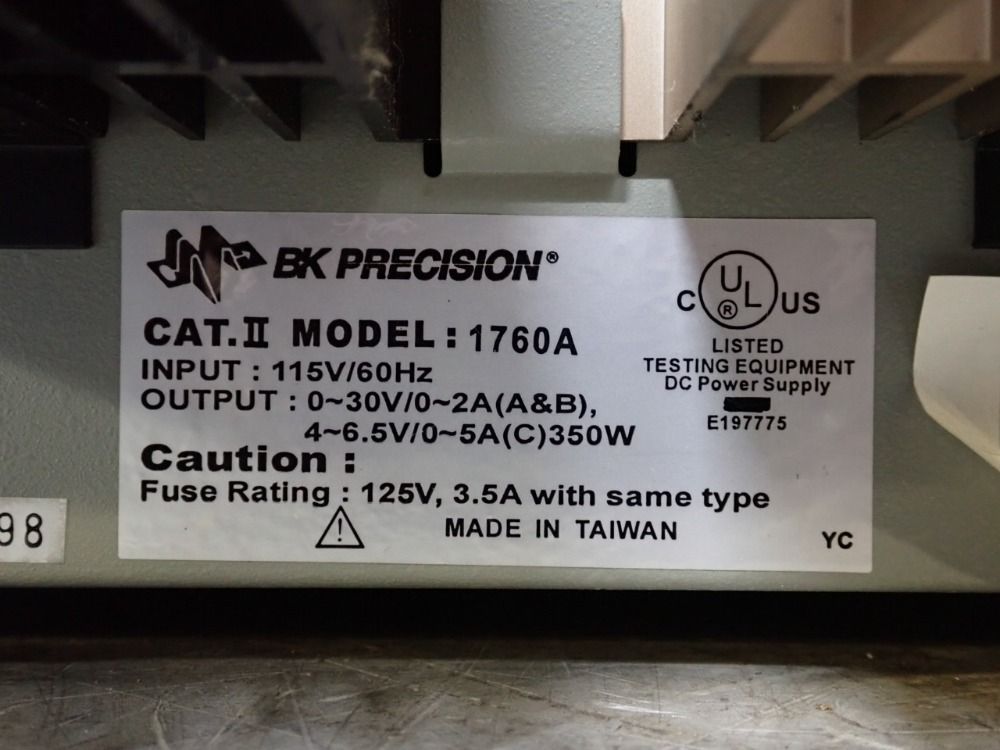 BK PRECISION®
CAT.II MODEL: 1760A
INPUT : 115V/60Hz
OUTPUT : 0~30V/0~2A(A&B),
4~6.5V/0~5A(C)350W
Caution :
Fuse Rating : 125V, 3.5A with same type
MADE IN TAIWAN
C UL ® US
LISTED
TESTING EQUIPMENT
DC Power Supply
E197775
YC
98